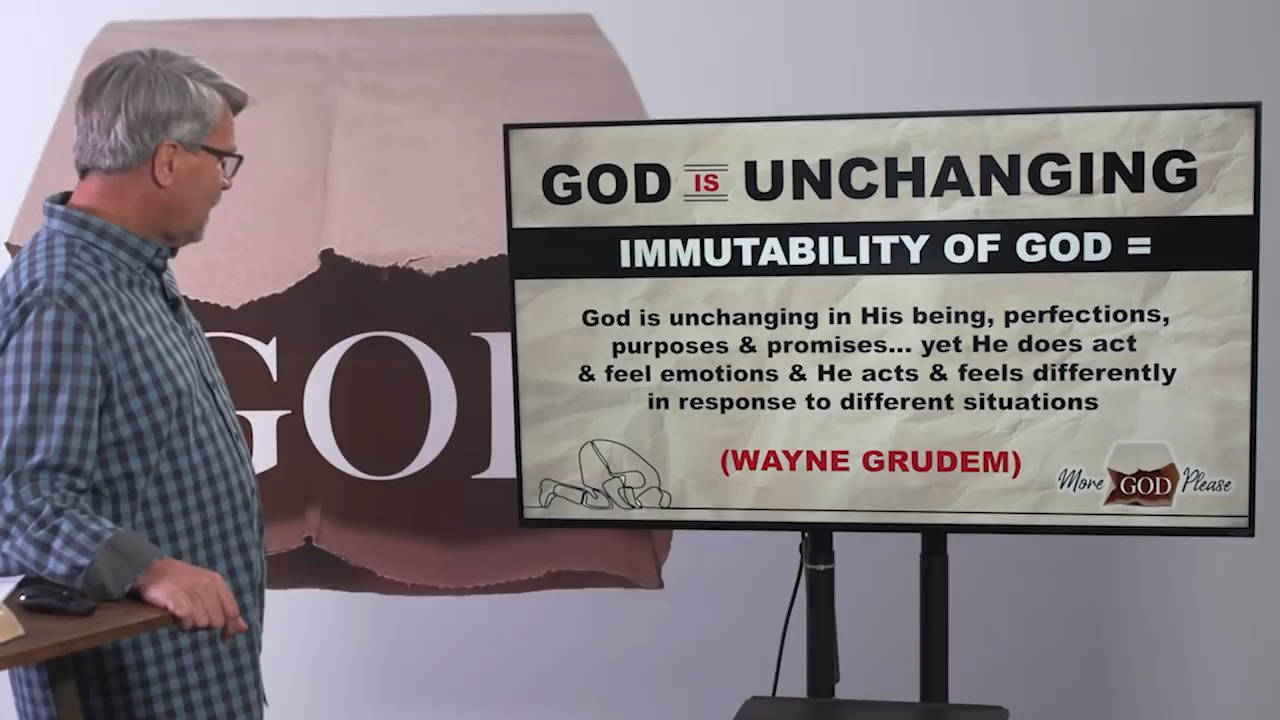 GOD IS UNCHANGING
IMMUTABILITY OF GOD =
God is unchanging in His being, perfections,
purposes & promises... yet He does act
& feel emotions & He acts & feels differently
in response to different situations
(WAYNE GRUDEM)
More GOD Please
GO